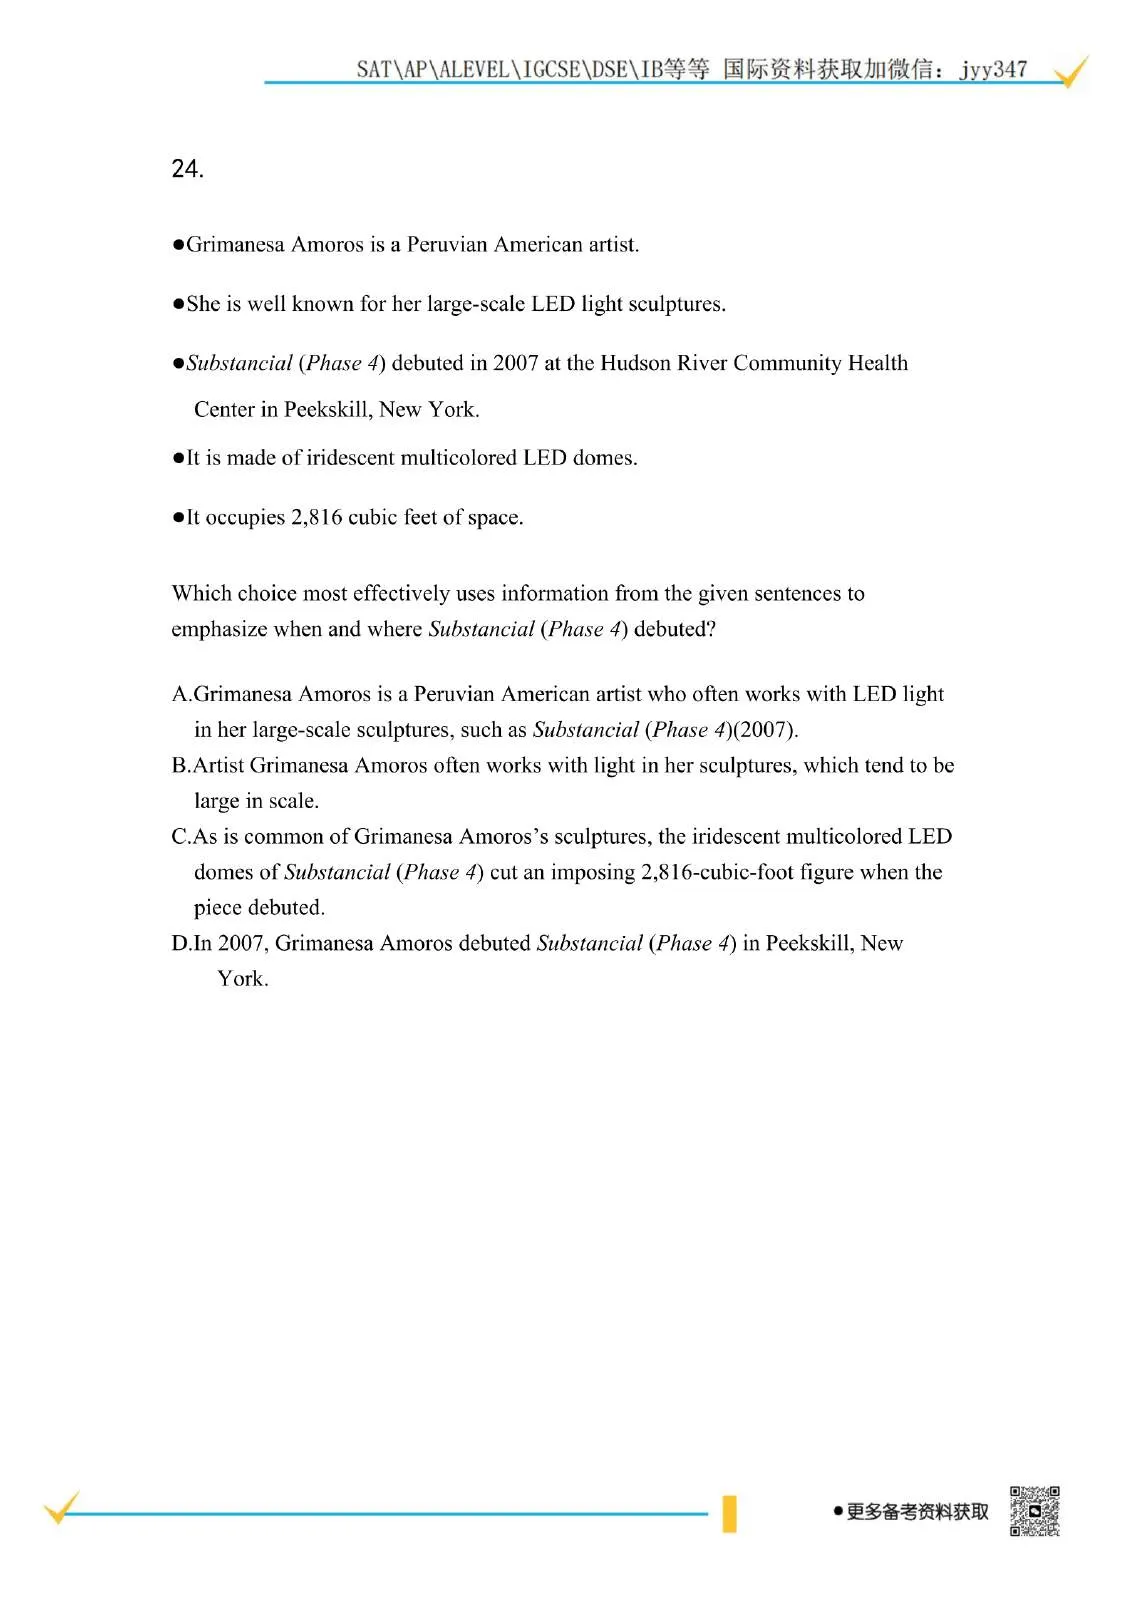 SAT\AP\ALEVEL\IGCSE\DSE\IB等等 国际资料获取加微信：jyy347
24.
●Grimanesa Amoros is a Peruvian American artist.
●She is well known for her large-scale LED light sculptures.
●Substancial (Phase 4) debuted in 2007 at the Hudson River Community Health
Center in Peekskill, New York.
●It is made of iridescent multicolored LED domes.
●It occupies 2,816 cubic feet of space.
Which choice most effectively uses information from the given sentences to
emphasize when and where Substancial (Phase 4) debuted?
A.Grimanesa Amoros is a Peruvian American artist who often works with LED light
in her large-scale sculptures, such as Substancial (Phase 4)(2007).
B.Artist Grimanesa Amoros often works with light in her sculptures, which tend to be
large in scale.
C.As is common of Grimanesa Amoros’s sculptures, the iridescent multicolored LED
domes of Substancial (Phase 4) cut an imposing 2,816-cubic-foot figure when the
piece debuted.
D.In 2007, Grimanesa Amoros debuted Substancial (Phase 4) in Peekskill, New
York.
●更多备考资料获取